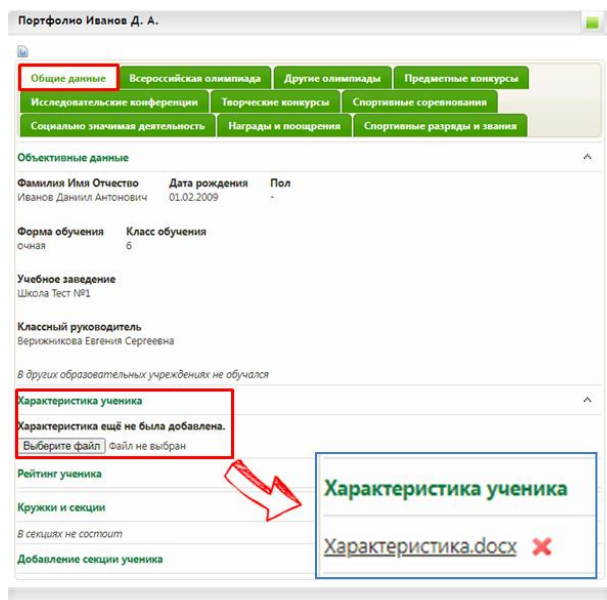 Портфолио Иванов Д. А.
Общие данные Всероссийская олимпиада Другие олимпиады Предметные конкурсы
Исследовательские конференции Творческие конкурсы Спортивные соревнования
Социально значимая деятельность Награды и поощрения Спортивные разряды и звания
Объективные данные
Фамилия Имя Отчество Дата рождения Пол
Иванов Даниил Антонович 01.02.2009 -
Форма обучения Класс обучения
очная 6
Учебное заведение
Школа Тест №1
Классный руководитель
Верижникова Евгения Сергеевна
В других образовательных учреждениях не обучался
Характеристика ученика
Характеристика ещё не была добавлена.
Выберите файл Файл не выбран
Рейтинг ученика
Кружки и секции
В секциях не состоит
Добавление секции ученика
Характеристика ученика
Характеристика.docx